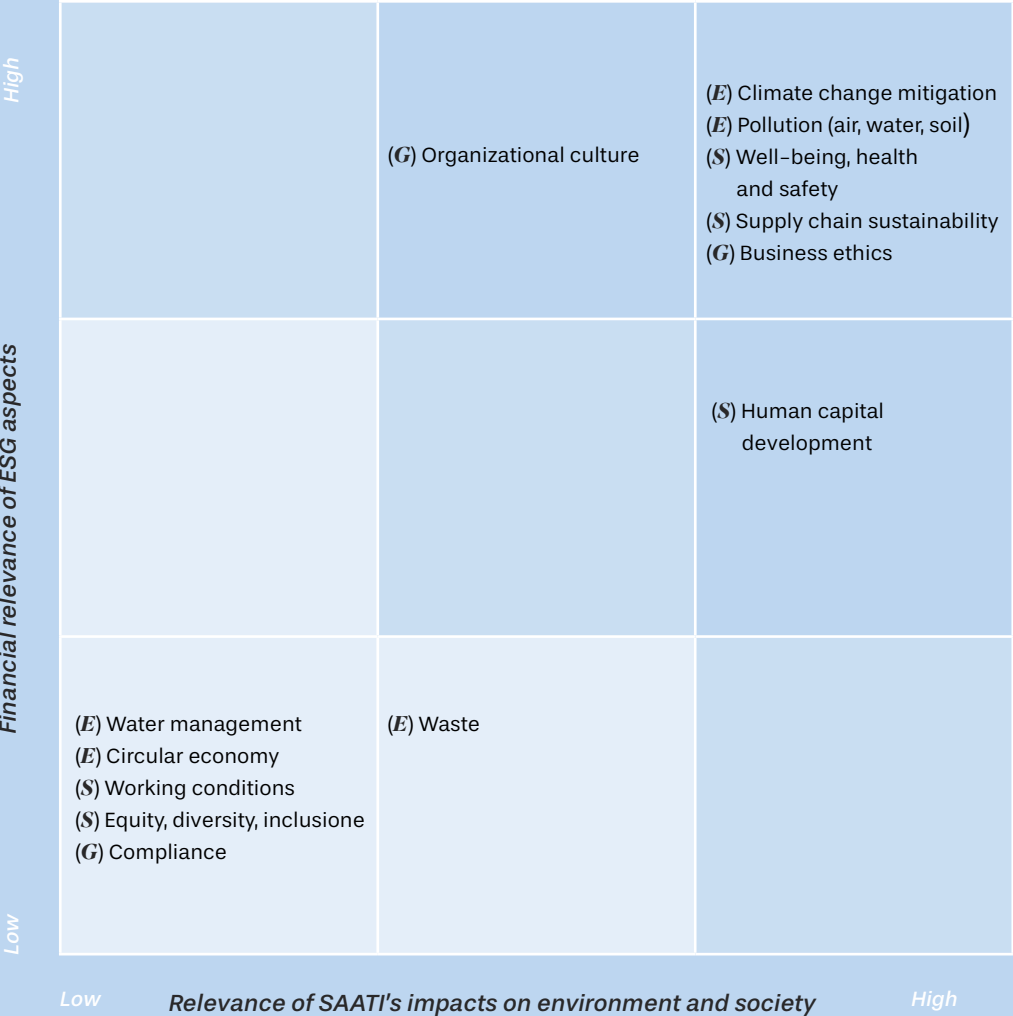 High
(G) Organizational culture
(E) Climate change mitigation
(E) Pollution (air, water, soil)
(S) Well-being, health
and safety
(S) Supply chain sustainability
(G) Business ethics
Financial relevance of ESG aspects
(S) Human capital
development
(E) Water management
(E) Circular economy
(S) Working conditions
(S) Equity, diversity, inclusione
(G) Compliance
(E) Waste
Low
Low
Relevance of SAATI's impacts on environment and society
High